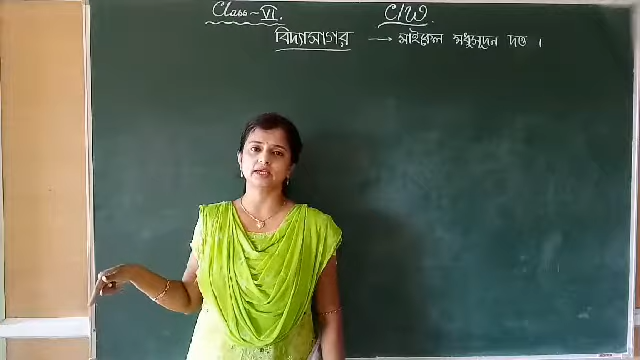 Class - VI. C/W.
বিদ্যাসাগর → মাইকেল মধুসূদন দত্ত ।